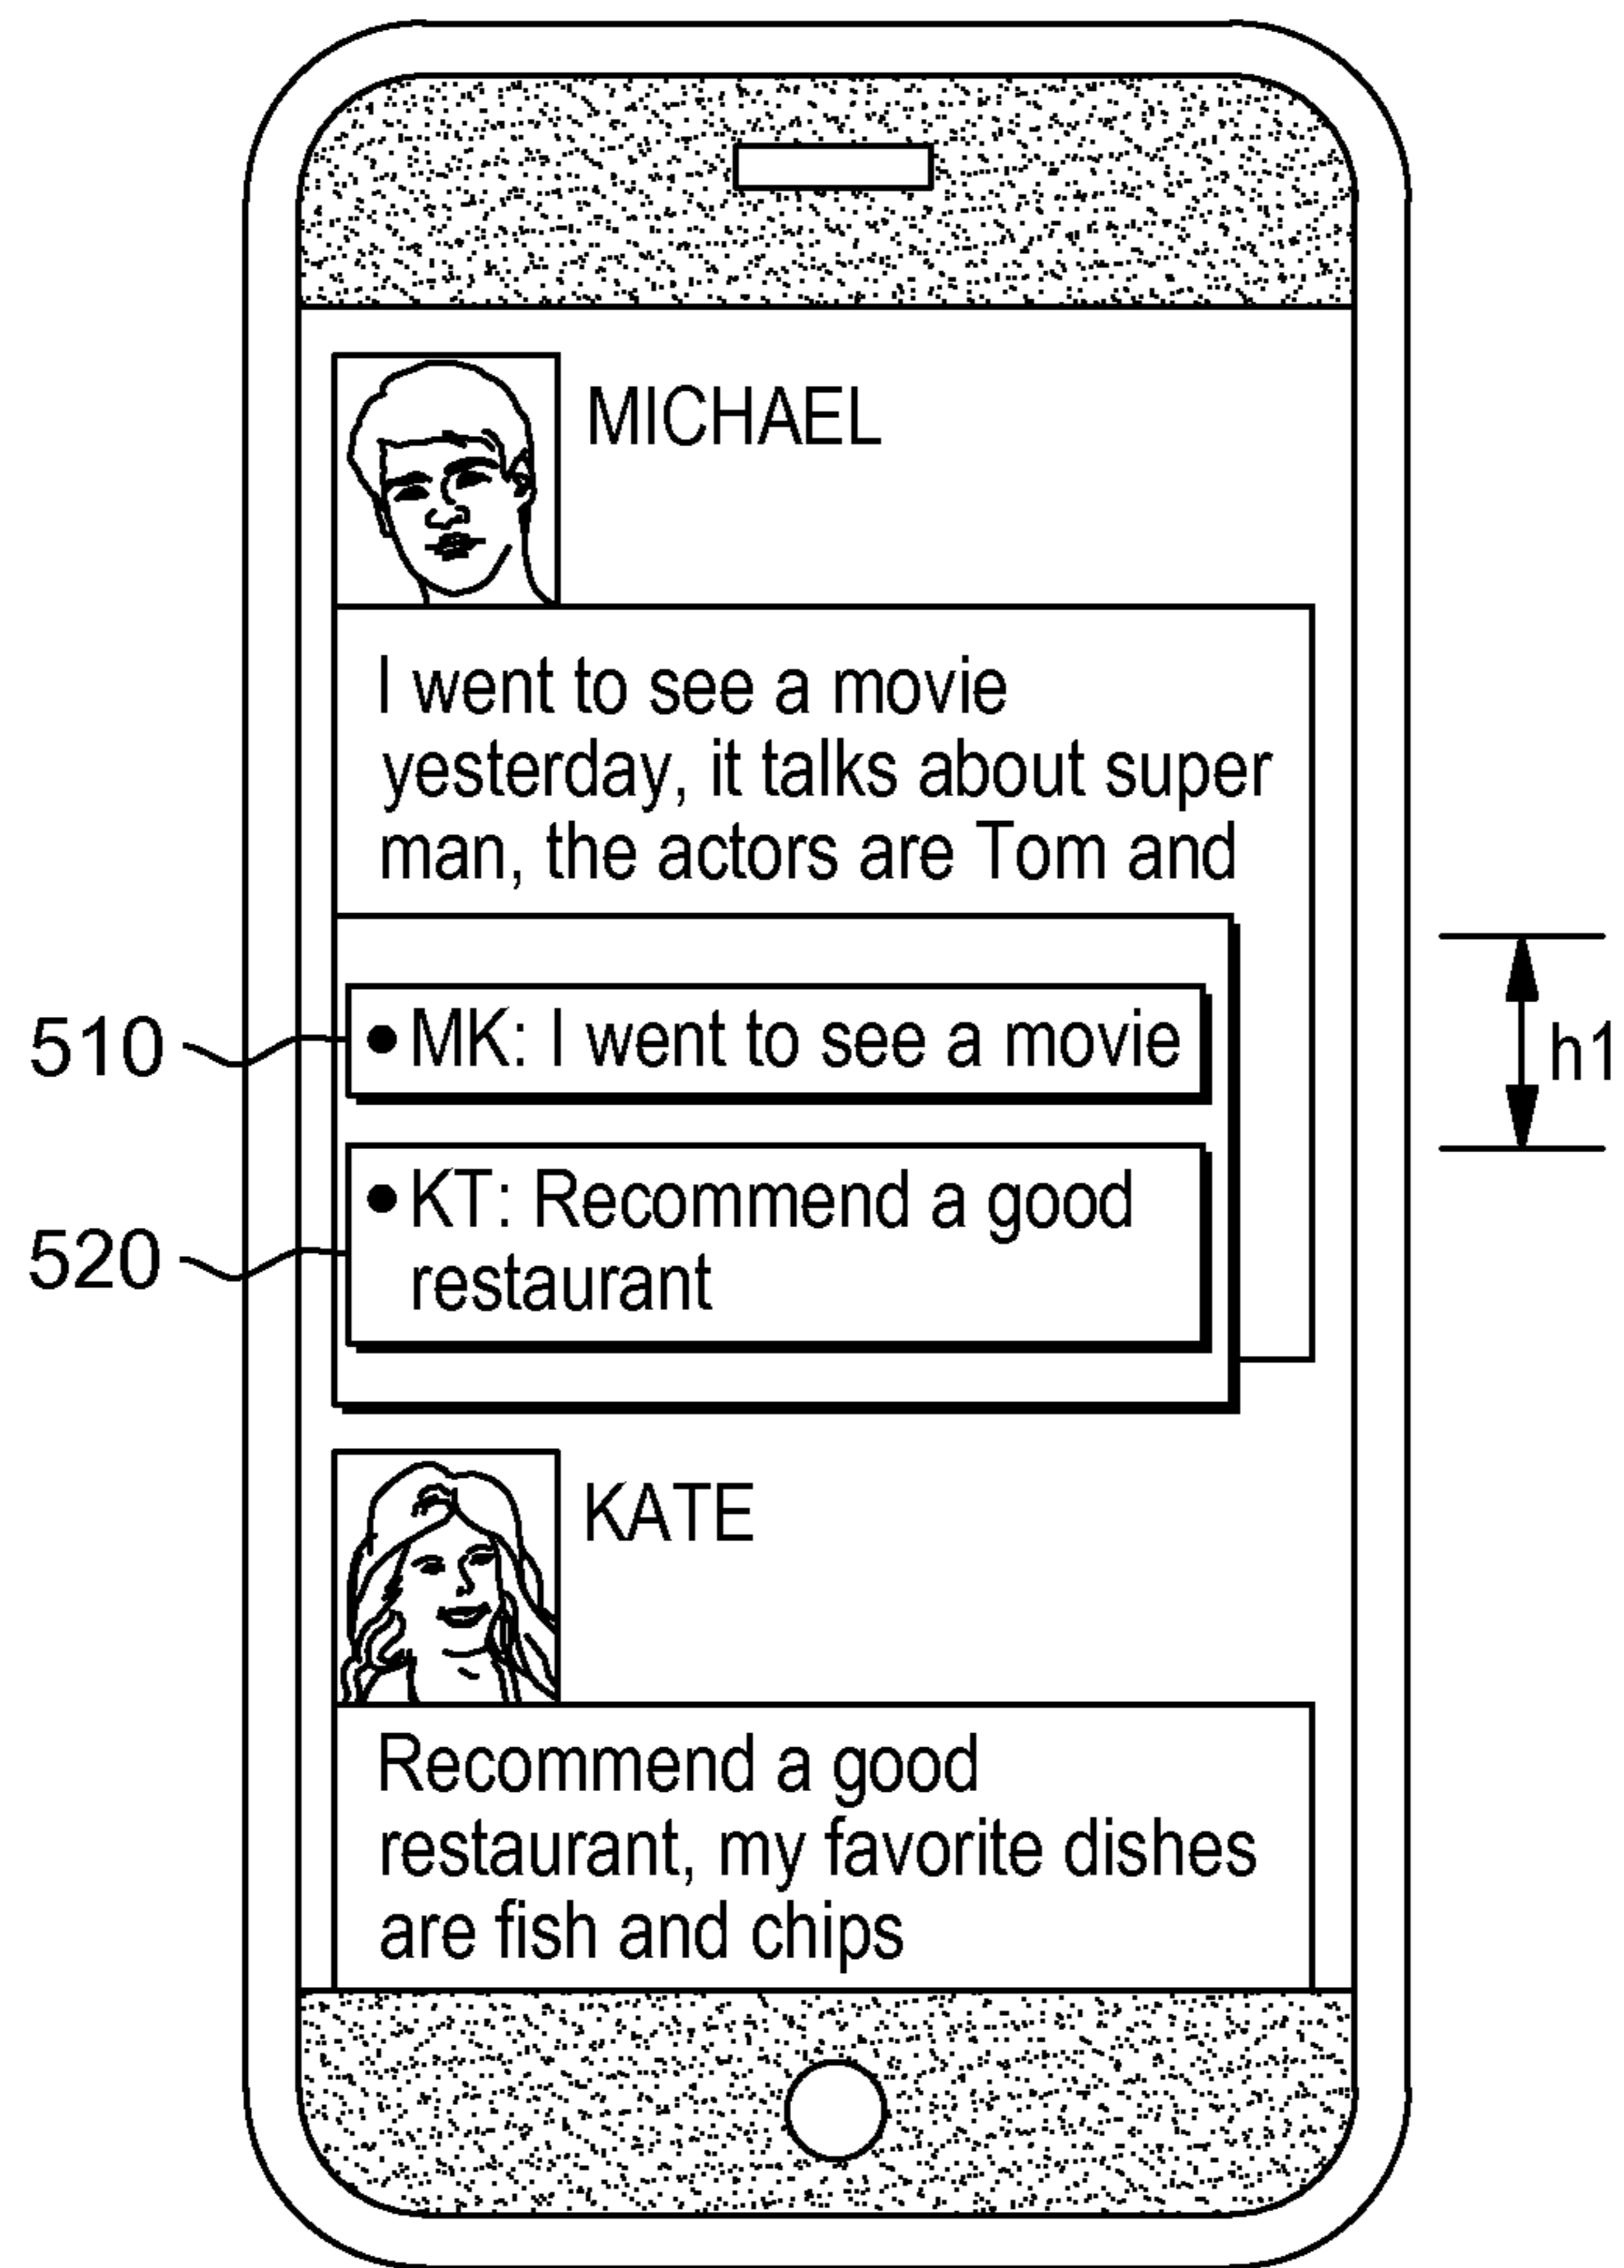 MICHAEL
I went to see a movie
yesterday, it talks about super
man, the actors are Tom and
510
● MK: I went to see a movie
h1
520
● KT: Recommend a good
restaurant
KATE
Recommend a good
restaurant, my favorite dishes
are fish and chips